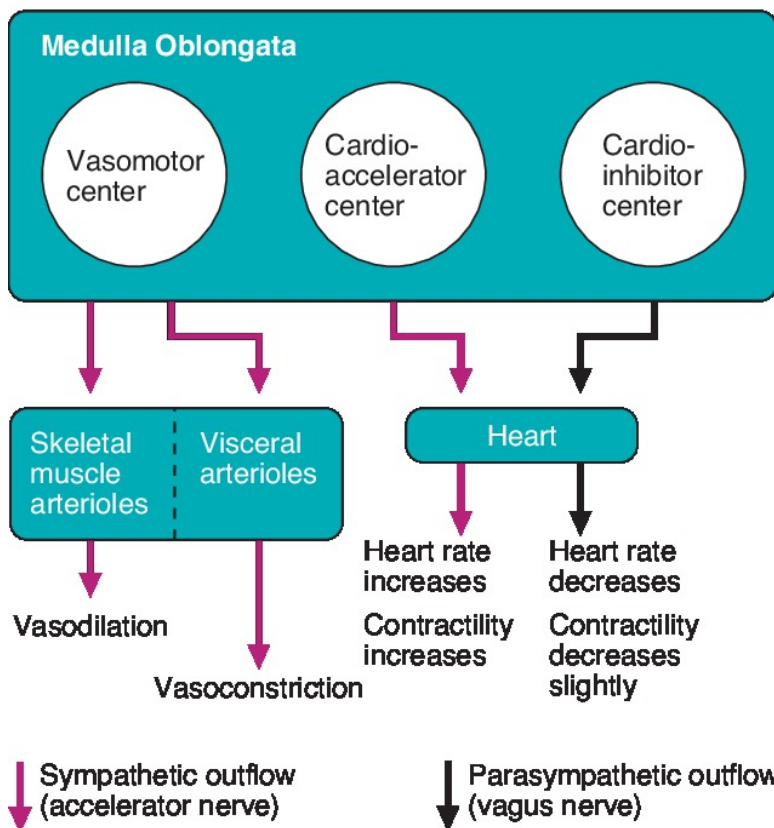 Medulla Oblongata
Vasomotor
center
Cardio-
accelerator
center
Cardio-
inhibitor
center
Skeletal
muscle
arterioles
Visceral
arterioles
Heart
Vasodilation
Vasoconstriction
Heart rate
increases
Contractility
increases
Heart rate
decreases
Contractility
decreases
slightly
Sympathetic outflow
(accelerator nerve)
Parasympathetic outflow
(vagus nerve)